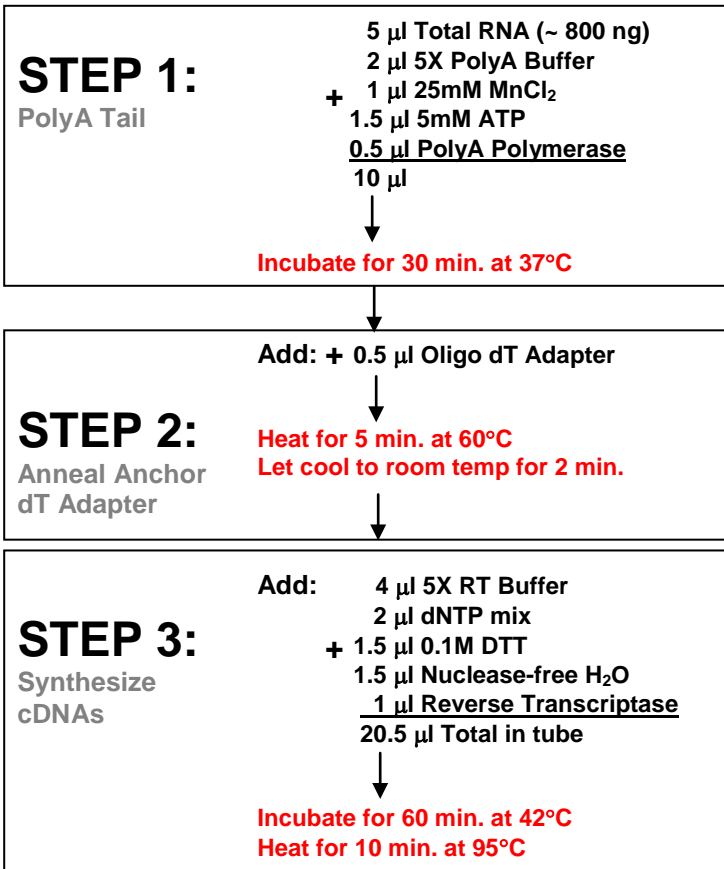 STEP 1:
PolyA Tail
5 µl Total RNA (~ 800 ng)
2 µl 5X PolyA Buffer
+ 1 µl 25mM MnCl₂
1.5 µl 5mM ATP
0.5 µl PolyA Polymerase
10 µl
Incubate for 30 min. at 37°C
STEP 2:
Anneal Anchor
dT Adapter
Add: + 0.5 µl Oligo dT Adapter
Heat for 5 min. at 60°C
Let cool to room temp for 2 min.
STEP 3:
Synthesize
cDNAs
Add: 4 µl 5X RT Buffer
2 µl dNTP mix
+ 1.5 µl 0.1M DTT
1.5 µl Nuclease-free H₂O
1 µl Reverse Transcriptase
20.5 µl Total in tube
Incubate for 60 min. at 42°C
Heat for 10 min. at 95°C